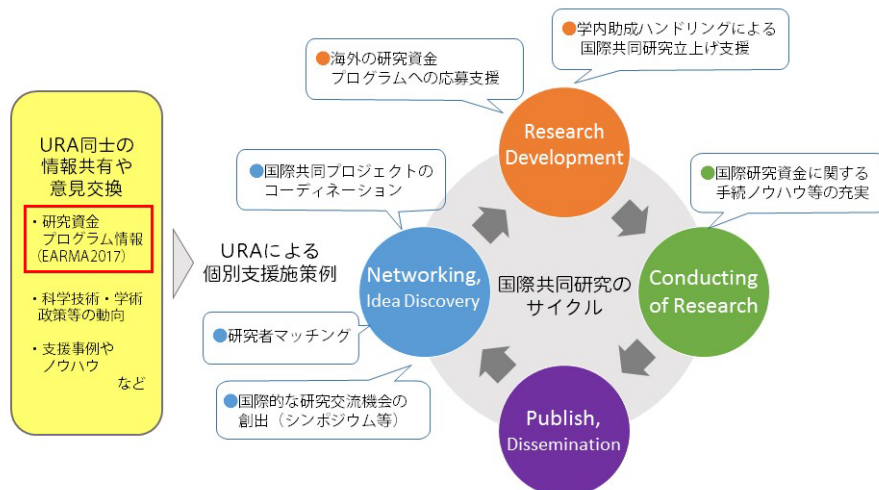 URA同士の
情報共有や
意見交換
・研究資金
プログラム情報
(EARMA2017)
・科学技術・学術
政策等の動向
・支援事例や
ノウハウ
など
URAによる
個別支援施策例
●海外の研究資金
プログラムへの応募支援
●学内助成ハンドリングによる
国際共同研究立上げ支援
●国際共同プロジェクトの
コーディネーション
●国際研究資金に関する
手続ノウハウ等の充実
●研究者マッチング
●国際的な研究交流機会の
創出(シンポジウム等)
Research
Development
Networking,
Idea Discovery
国際共同研究の
サイクル
Conducting
of Research
Publish,
Dissemination